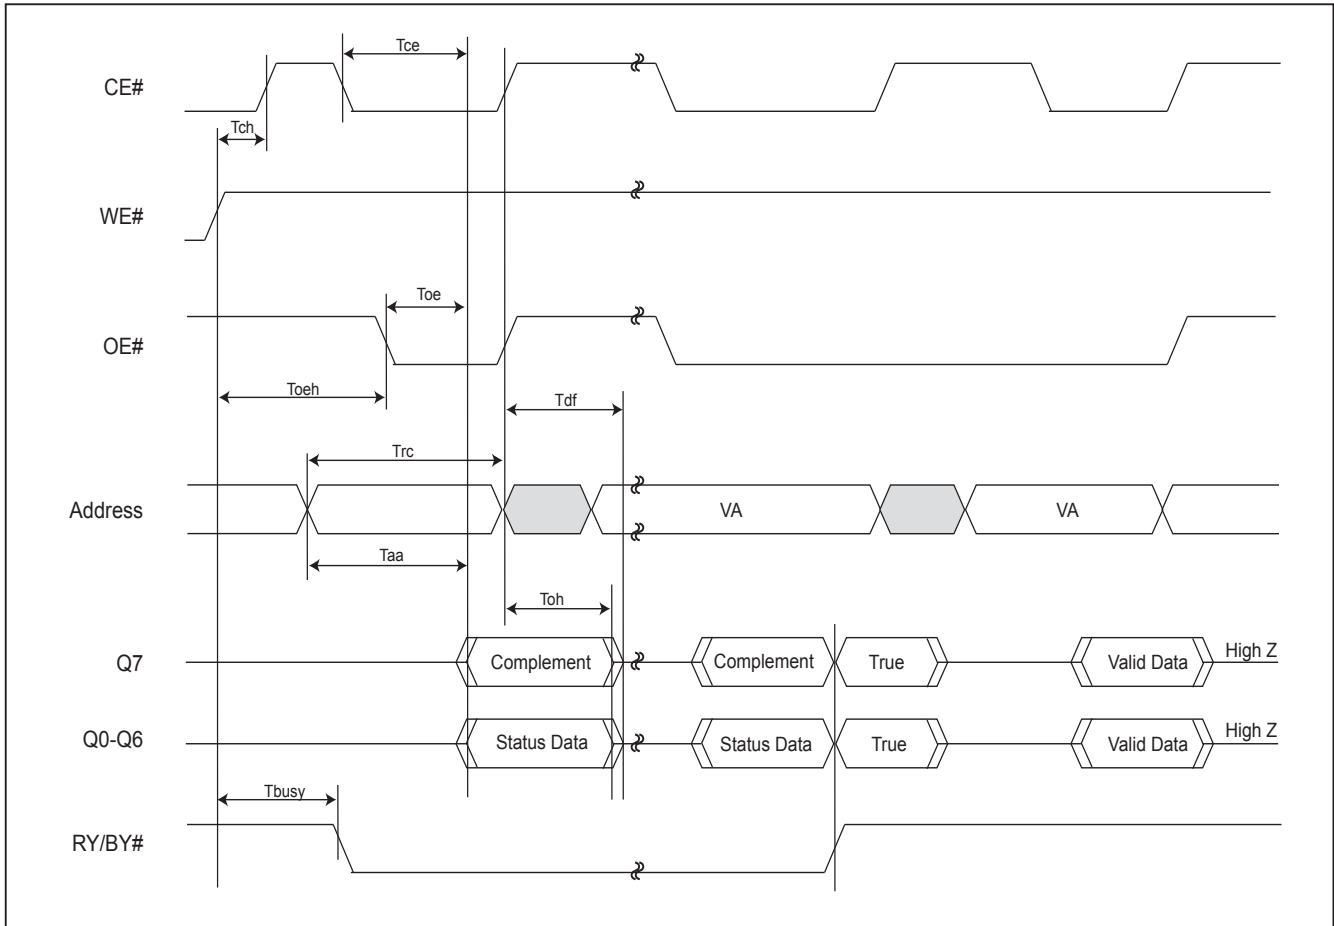 Tce
CE#
Tch
WE#
Toe
OE#
Toeh
Tdf
Trc
Address
VA
VA
Taa
Toh
Q7
Complement
Complement
True
Valid Data
High Z
Q0-Q6
Status Data
Status Data
True
Valid Data
High Z
Tbusy
RY/BY#